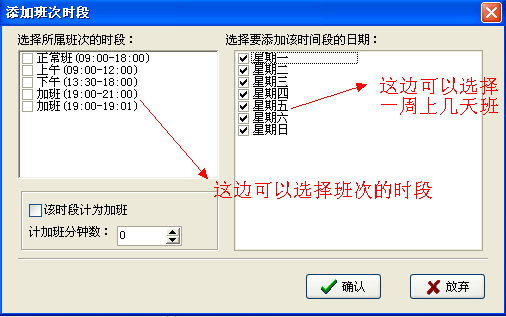 添加班次时段
选择所属班次的时段：
正常班(09:00-18:00)
上午(09:00-12:00)
下午(13:30-18:00)
加班(19:00-21:00)
加班(19:00-19:01)
选择要添加该时间段的日期：
星期一
星期二
星期三
星期四
星期五
星期六
星期日
这边可以选择
一周上几天班
这边可以选择班次的时段
该时段计为加班
计加班分钟数：
0
确认
放弃